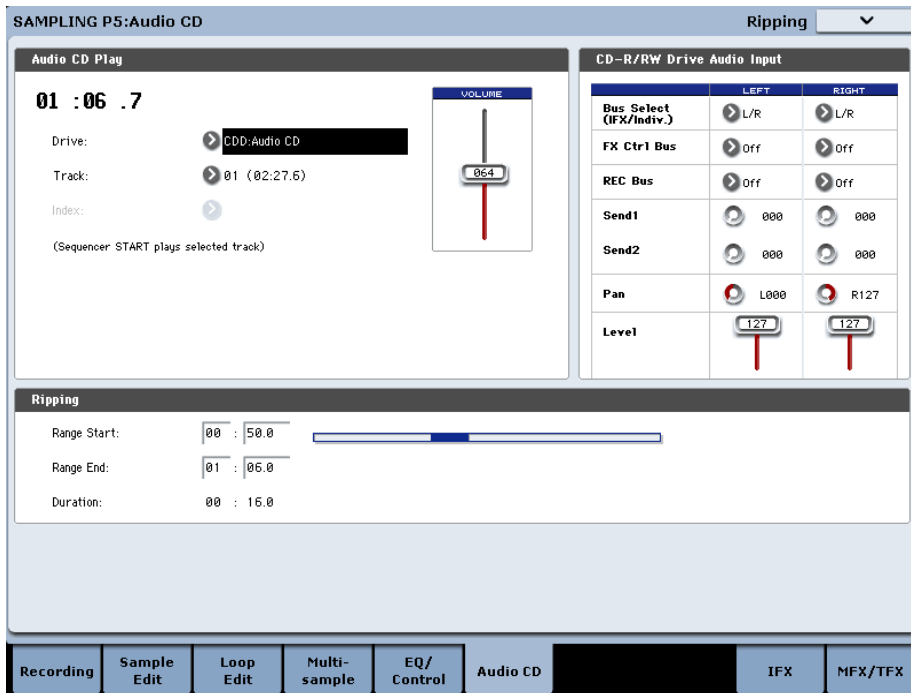 SAMPLING P5:Audio CD
Ripping
Audio CD Play
01 :06 .7
Drive:
CDD:Audio CD
Track:
01 (02:27.6)
Index:
(Sequencer START plays selected track)
VOLUME
064
CD-R/RW Drive Audio Input
LEFT RIGHT
Bus Select
(IFX/Indiv.)
L/R L/R
FX Ctrl Bus Off Off
REC Bus Off Off
Send1 000 000
Send2 000 000
Pan L000 R127
Level 127 127
Ripping
Range Start: 00 : 50.0
Range End: 01 : 06.0
Duration: 00 : 16.0
Recording
Sample
Edit
Loop
Edit
Multi-
sample
EQ/
Control
Audio CD
IFX
MFX/TFX